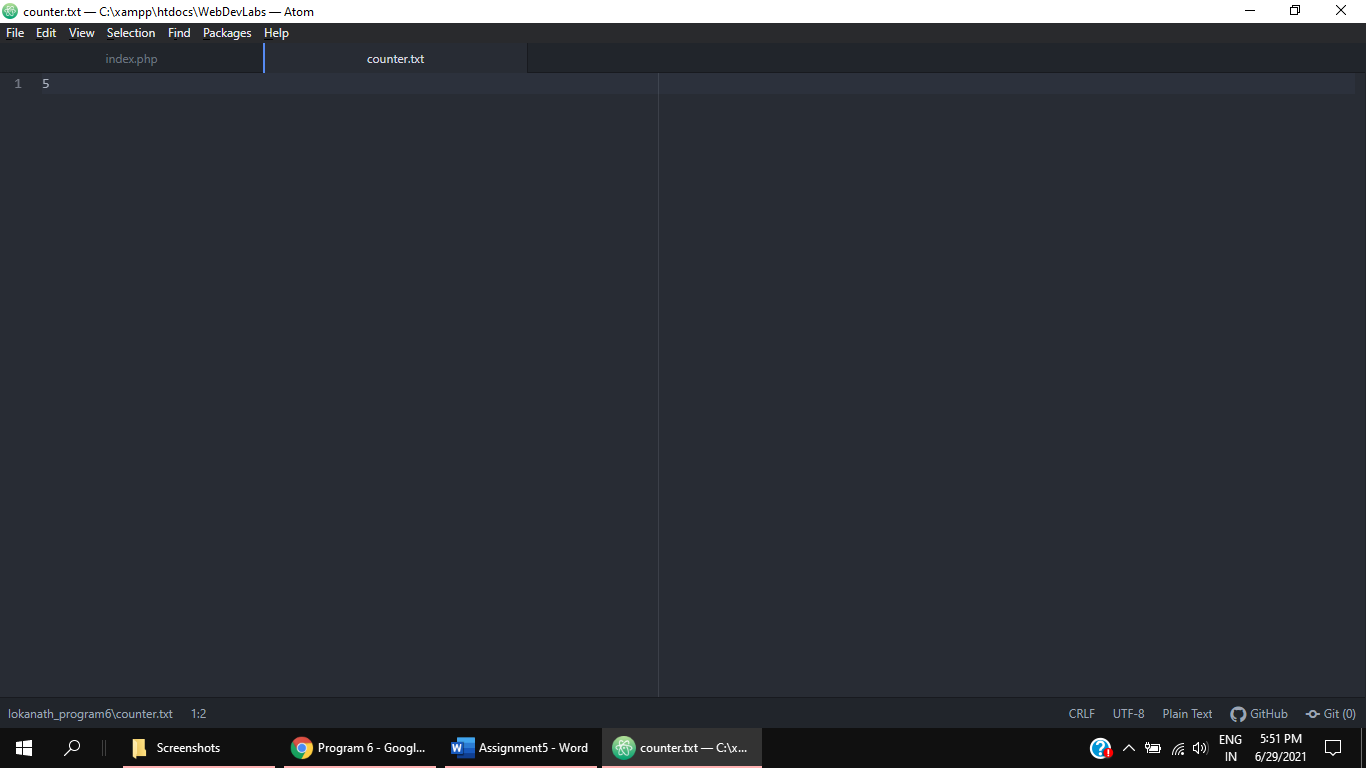 counter.txt — C:\xampp\htdocs\WebDevLabs — Atom
File Edit View Selection Find Packages Help
index.php counter.txt
1 5
lokanath_program6\counter.txt 1:2 CRLF UTF-8 Plain Text GitHub Git (0)
Screenshots Program 6 - Googl... Assignment5 - Word counter.txt — C:\x... ENG 5:51 PM
IN 6/29/2021